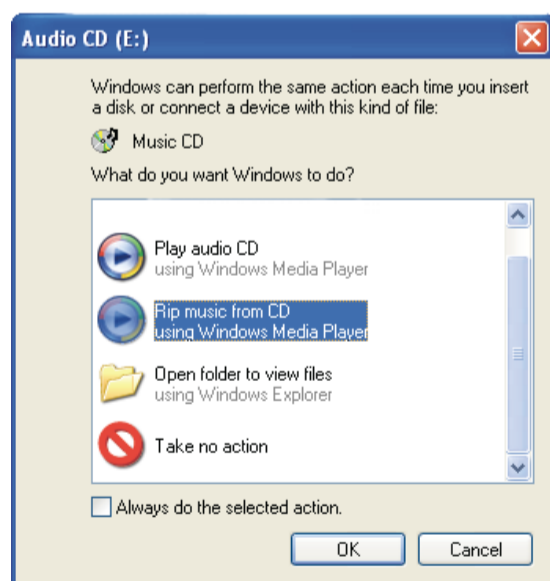 Audio CD (E:)
Windows can perform the same action each time you insert
a disk or connect a device with this kind of file:
Music CD
What do you want Windows to do?
Play audio CD
using Windows Media Player
Rip music from CD
using Windows Media Player
Open folder to view files
using Windows Explorer
Take no action
Always do the selected action.
OK
Cancel